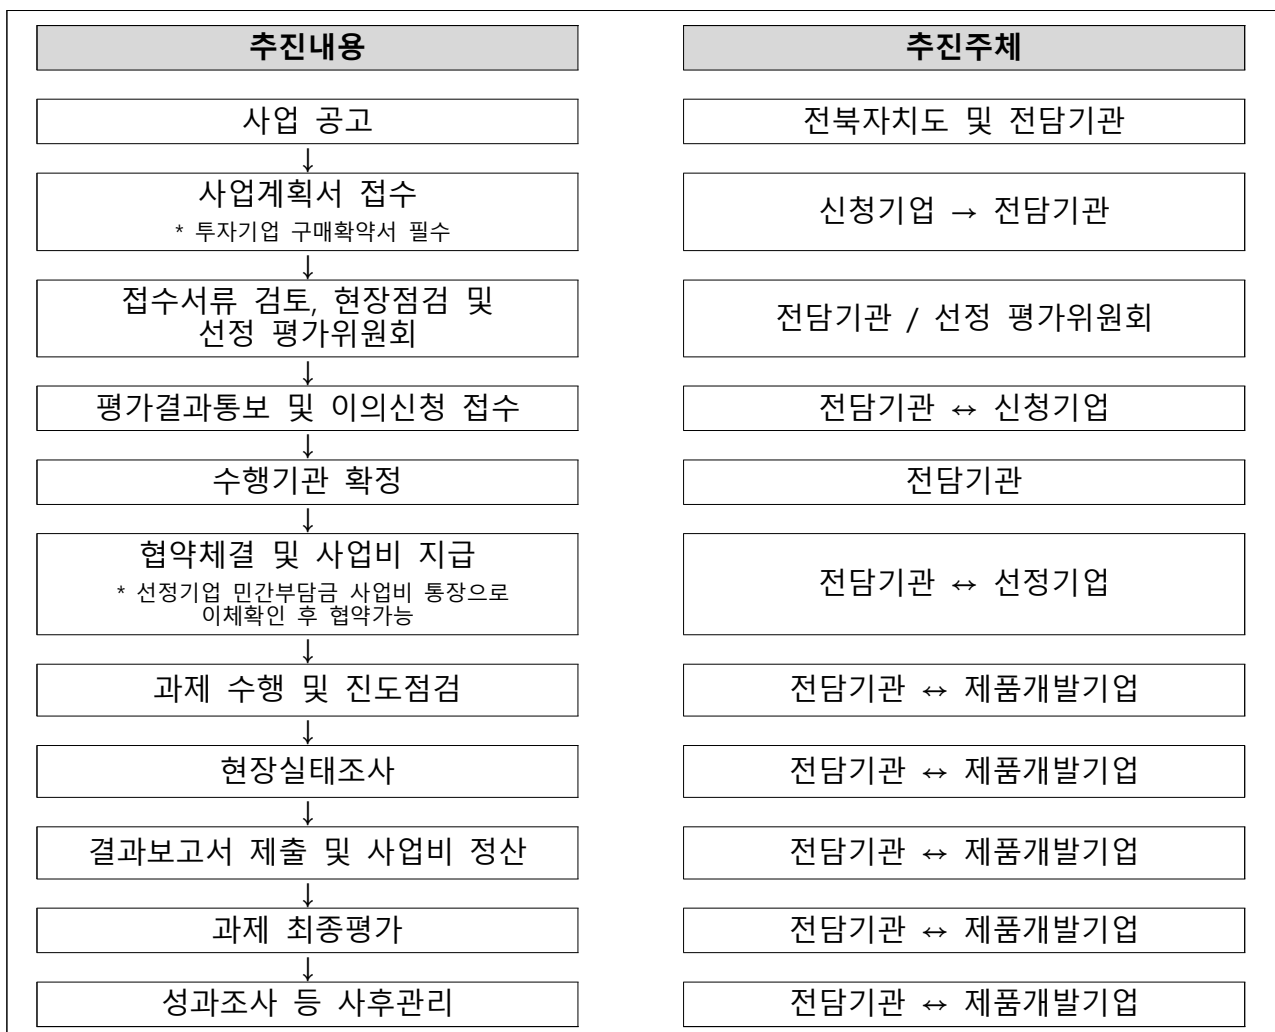 추진내용
추진주체
사업 공고
전북자치도 및 전담기관
↓
사업계획서 접수
* 투자기업 구매확약서 필수
신청기업 → 전담기관
↓
접수서류 검토, 현장점검 및
선정 평가위원회
전담기관 / 선정 평가위원회
↓
평가결과통보 및 이의신청 접수
전담기관 ↔ 신청기업
↓
수행기관 확정
전담기관
↓
협약체결 및 사업비 지급
* 선정기업 민간부담금 사업비 통장으로
이체확인 후 협약가능
전담기관 ↔ 선정기업
↓
과제 수행 및 진도점검
전담기관 ↔ 제품개발기업
↓
현장실태조사
전담기관 ↔ 제품개발기업
↓
결과보고서 제출 및 사업비 정산
전담기관 ↔ 제품개발기업
↓
과제 최종평가
전담기관 ↔ 제품개발기업
↓
성과조사 등 사후관리
전담기관 ↔ 제품개발기업